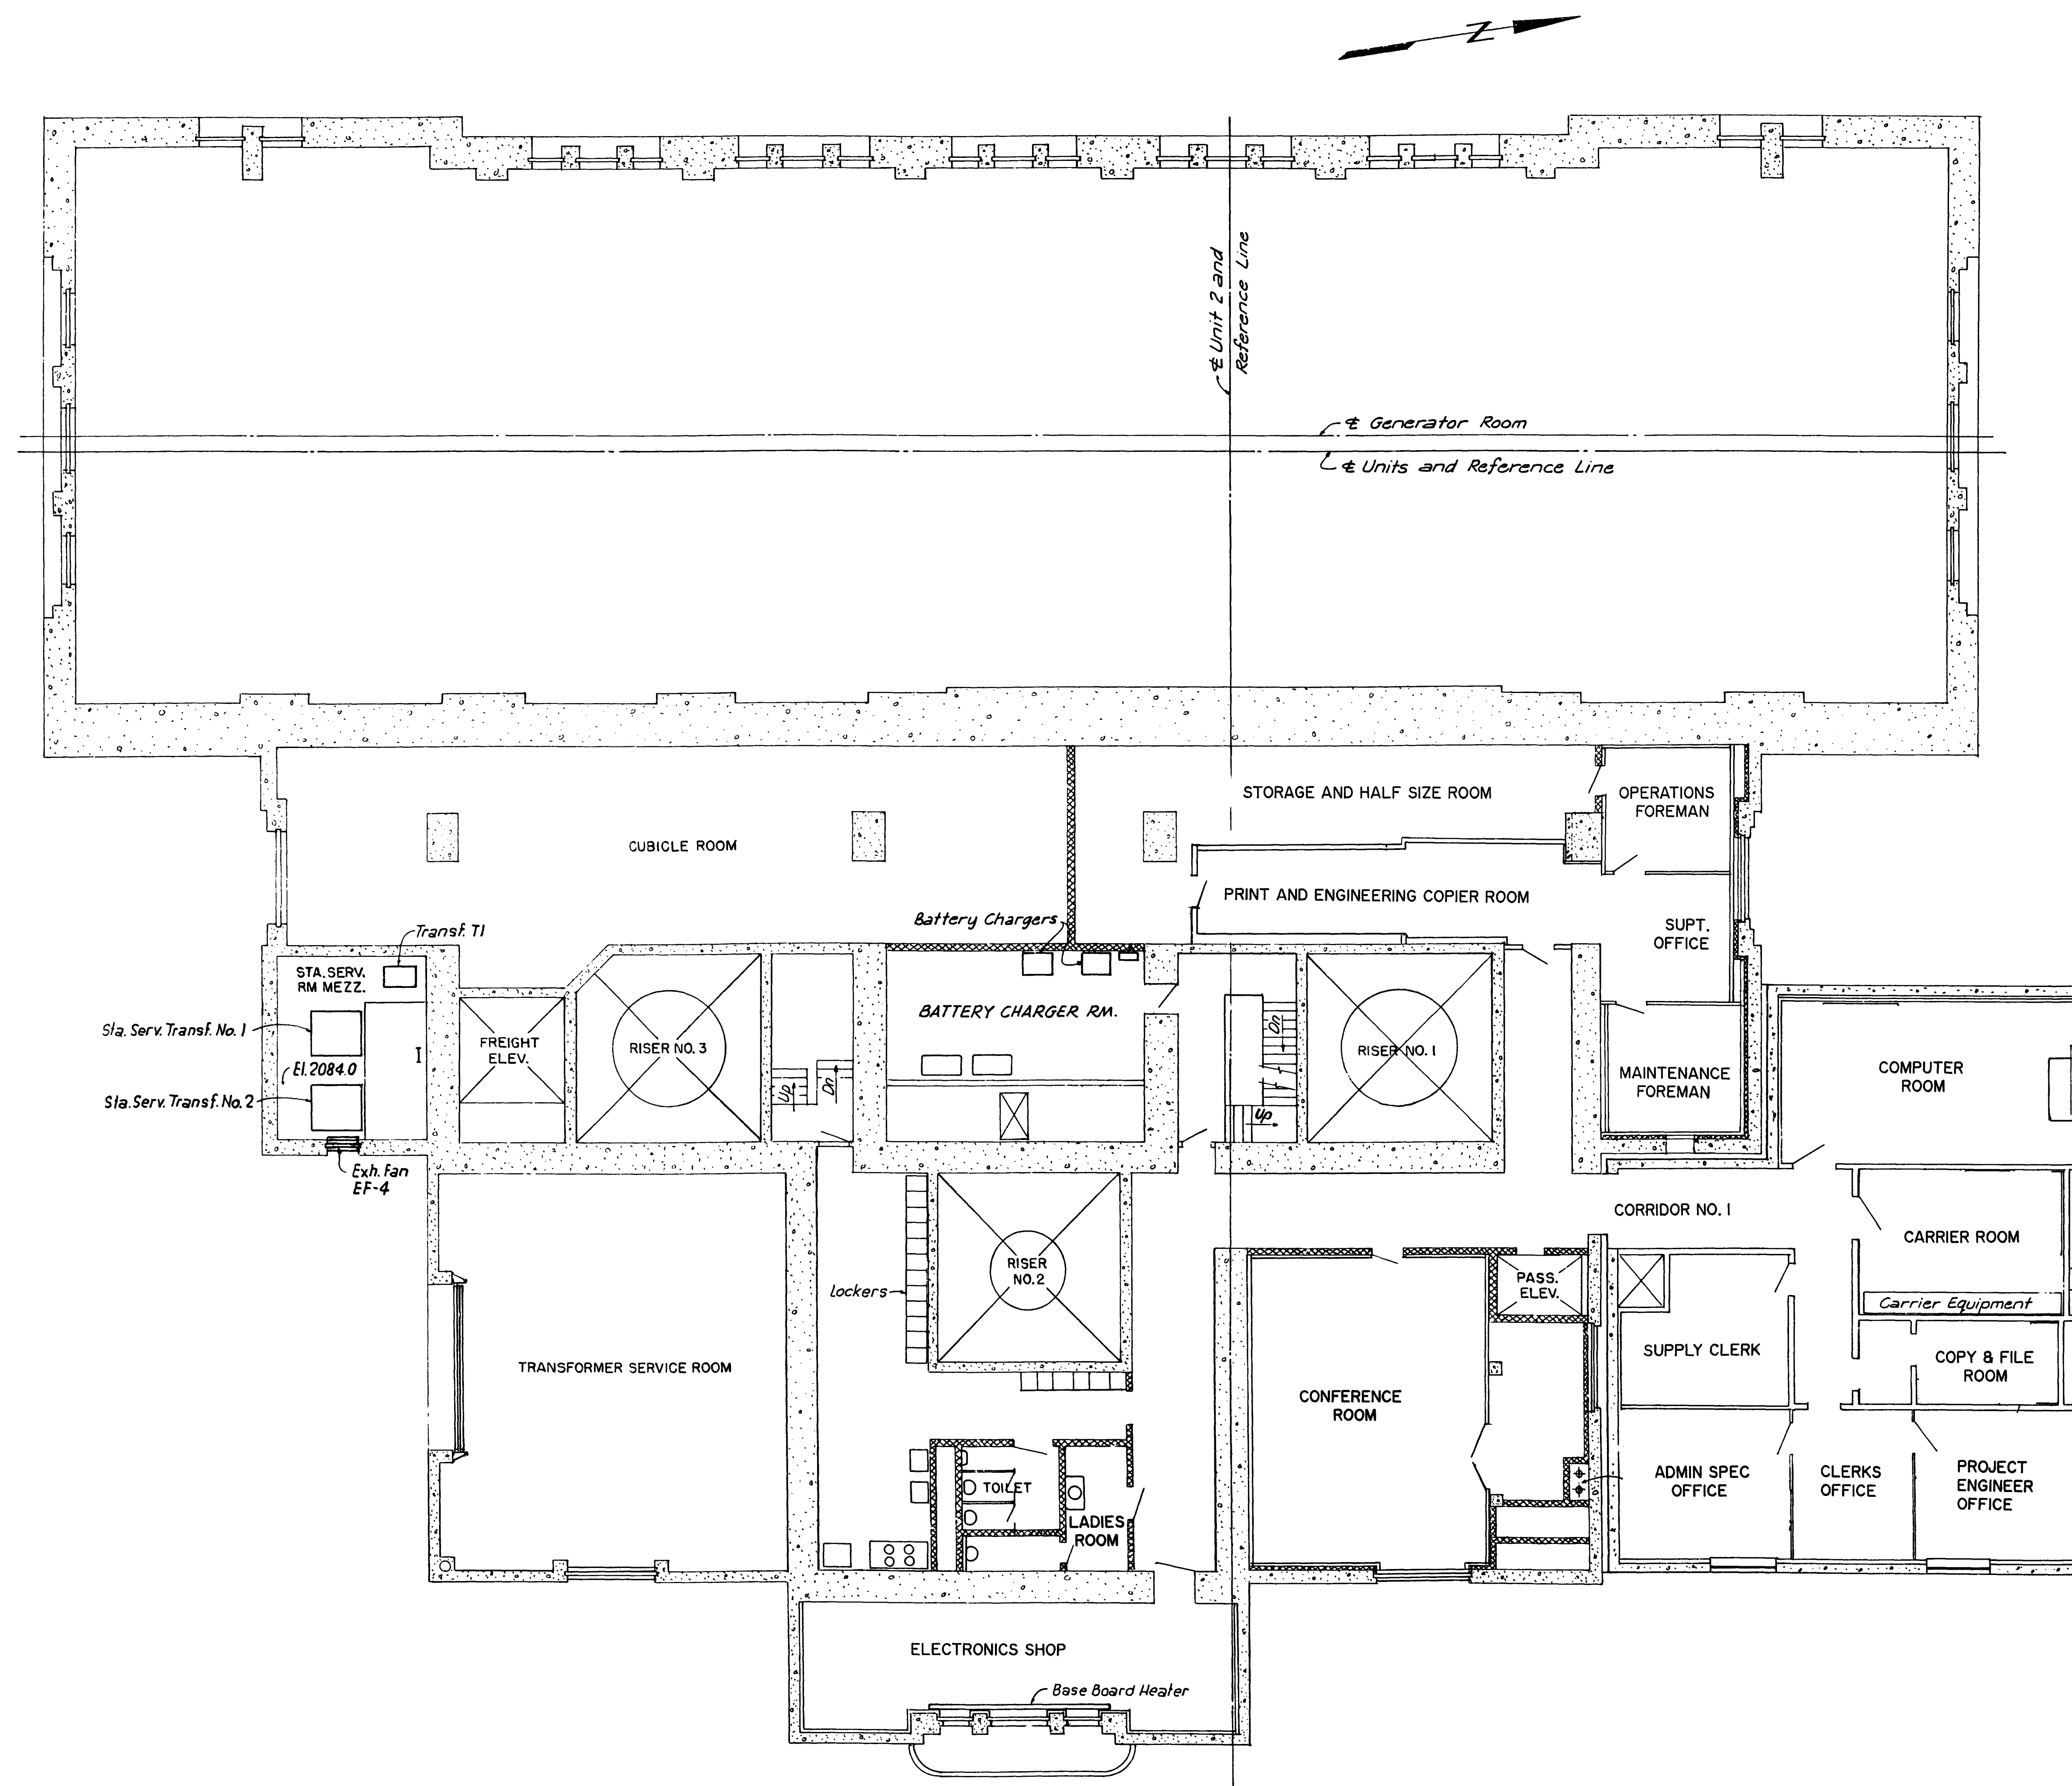 N
℄ Unit 2 and
Reference Line
℄ Generator Room
℄ Units and Reference Line
STORAGE AND HALF SIZE ROOM
OPERATIONS
FOREMAN
CUBICLE ROOM
PRINT AND ENGINEERING COPIER ROOM
Battery Chargers
SUPT.
OFFICE
Transf. T1
STA. SERV.
RM MEZZ.
BATTERY CHARGER RM.
Sta. Serv. Transf. No. 1
FREIGHT
ELEV.
RISER NO. 3
I
Dn
RISER NO. 1
El. 2084.0
Up
Dn
MAINTENANCE
FOREMAN
COMPUTER
ROOM
Sta. Serv. Transf. No. 2
Up
Exh. Fan
EF-4
CORRIDOR NO. 1
CARRIER ROOM
RISER
NO. 2
Lockers
PASS.
ELEV.
Carrier Equipment
TRANSFORMER SERVICE ROOM
SUPPLY CLERK
COPY & FILE
ROOM
CONFERENCE
ROOM
TOILET
ADMIN SPEC
OFFICE
CLERKS
OFFICE
PROJECT
ENGINEER
OFFICE
LADIES
ROOM
ELECTRONICS SHOP
Base Board Heater